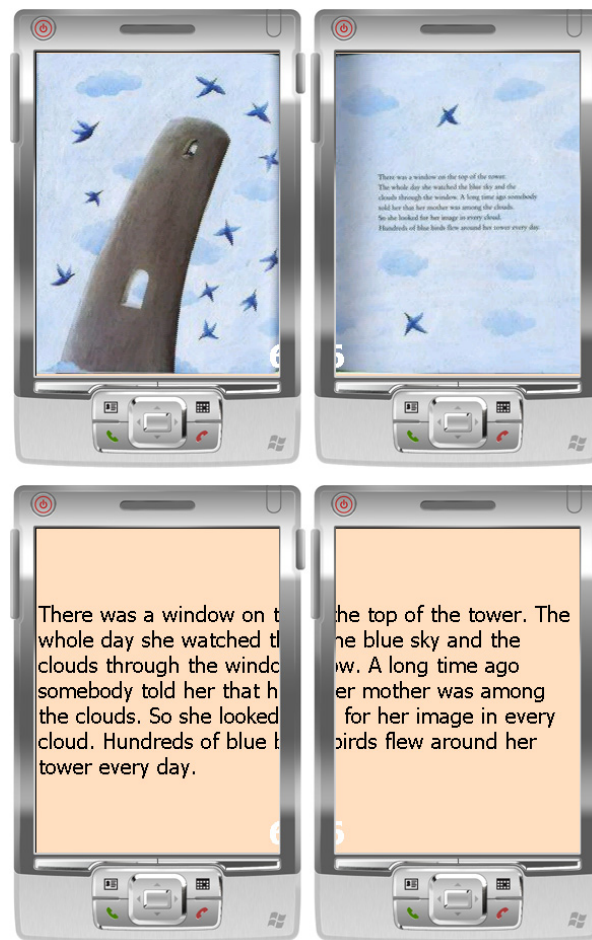 There was a window on the top of the tower.
The whole day she watched the blue sky and the
clouds through the window. A long time ago somebody
told her that her mother was among the clouds.
So she looked for her image in every cloud.
Hundreds of blue birds flew around her tower every day.
There was a window on the top of the tower. The
whole day she watched the blue sky and the
clouds through the window. A long time ago
somebody told her that her mother was among
the clouds. So she looked for her image in every
cloud. Hundreds of blue birds flew around her
tower every day.